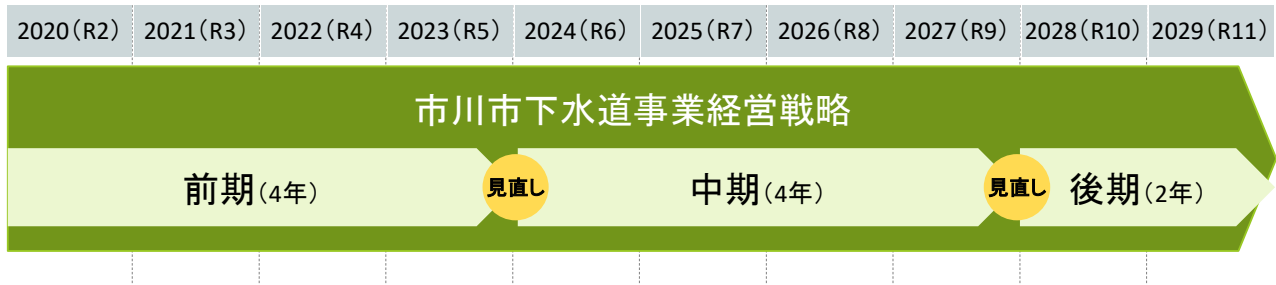 2020(R2) 2021(R3) 2022(R4) 2023(R5) 2024(R6) 2025(R7) 2026(R8) 2027(R9) 2028(R10) 2029(R11)
市川市下水道事業経営戦略
前期(4年) 見直し 中期(4年) 見直し 後期(2年)